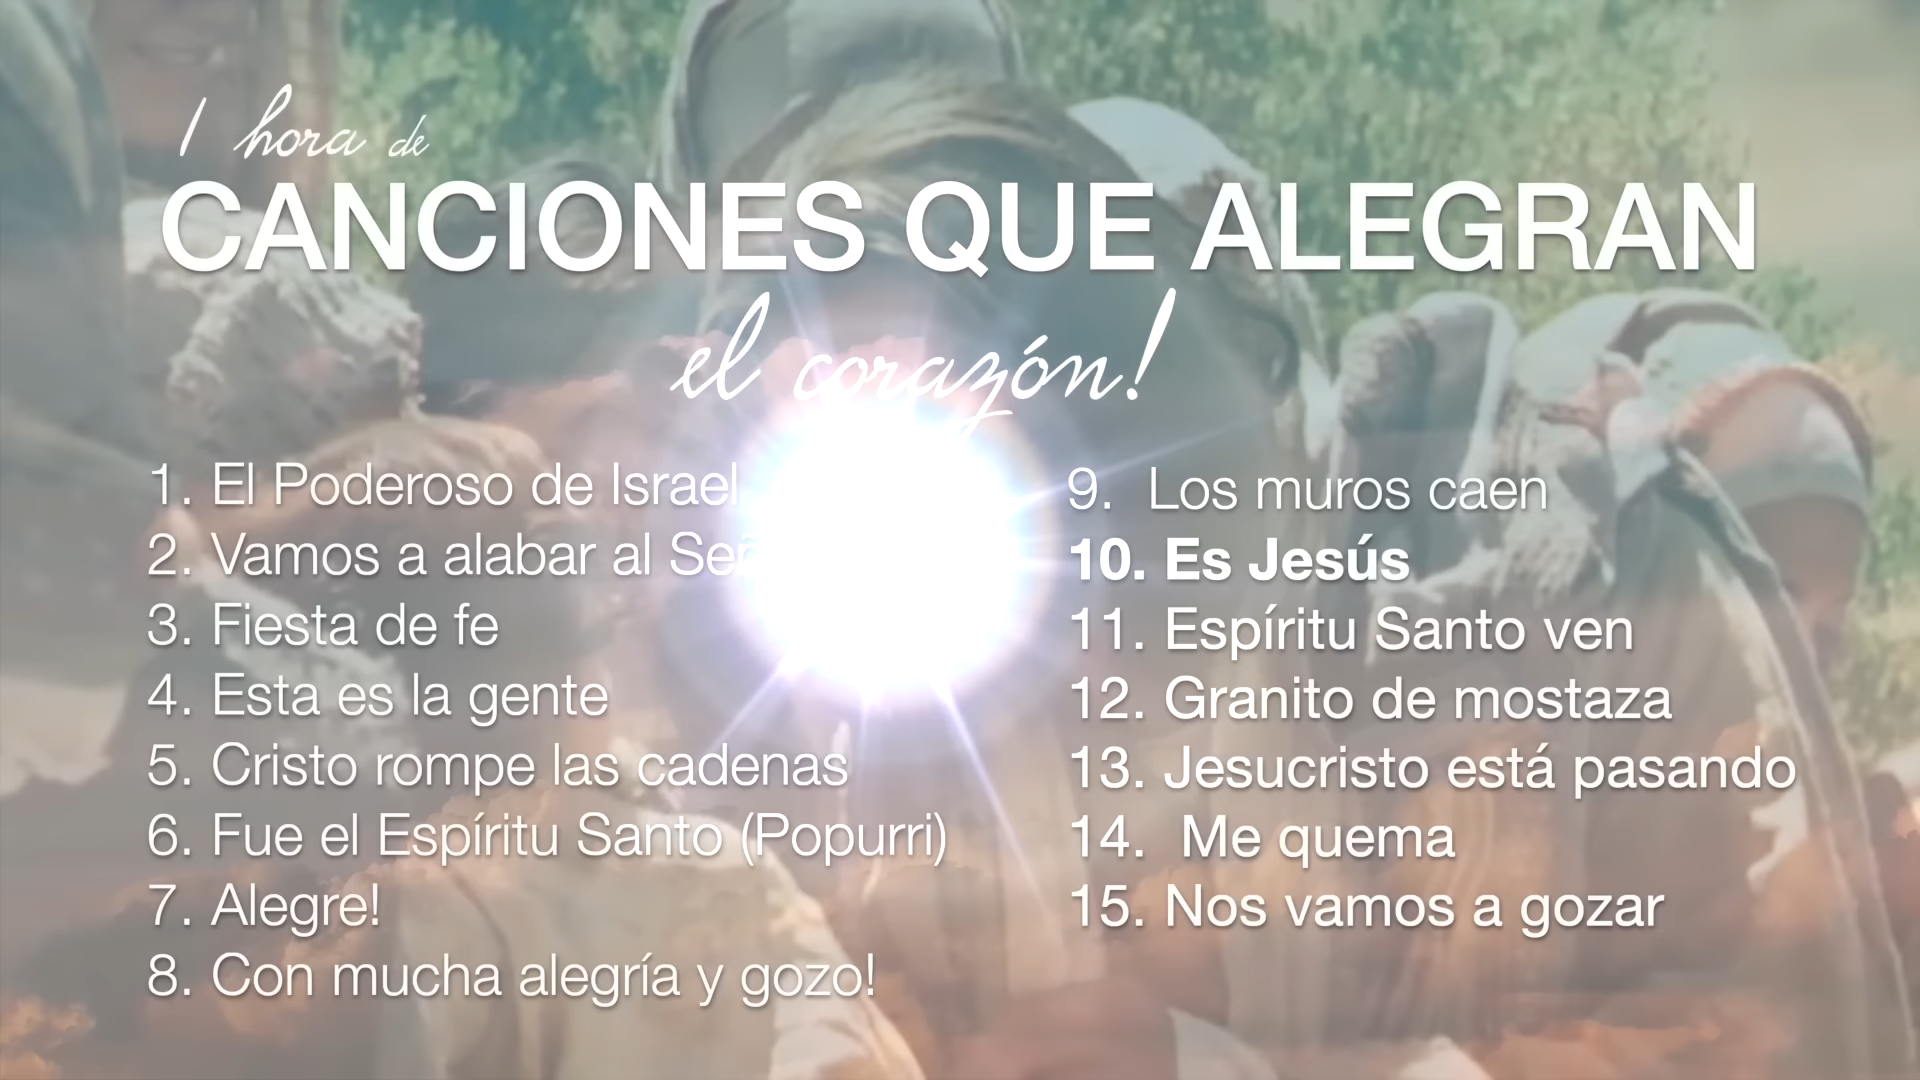 1 hora de
CANCIONES QUE ALEGRAN
el corazón!
1. El Poderoso de Israel
2. Vamos a alabar al
3. Fiesta de fe
4. Esta es la gente
5. Cristo rompe las cadenas
6. Fue el Espíritu Santo (Popurri)
7. Alegre!
8. Con mucha alegría y gozo!
9. Los muros caen
10. Es Jesús
11. Espíritu Santo ven
12. Granito de mostaza
13. Jesucristo está pasando
14. Me quema
15. Nos vamos a gozar